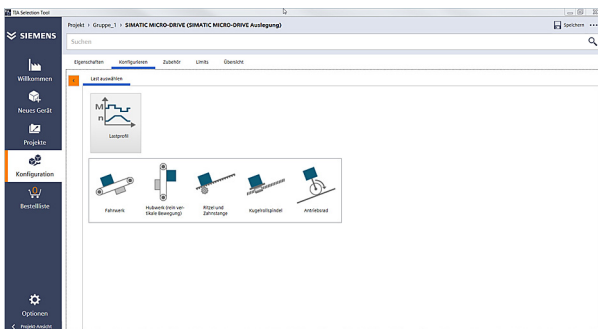 TIA Selection Tool
SIEMENS
Projekt › Gruppe_1 › SIMATIC MICRO-DRIVE (SIMATIC MICRO-DRIVE Auslegung)
Speichern
Suchen
Eigenschaften Konfigurieren Zubehör Limits Übersicht
Last auswählen
Willkommen
Neues Gerät
Projekte
Konfiguration
Bestellliste
Optionen
Projekt-Ansicht
M
n
Lastprofil
Fahrwerk
Hubwerk (rein ver-
tikale Bewegung)
Ritzel und
Zahnstange
Kugelrollspindel
Antriebsrad